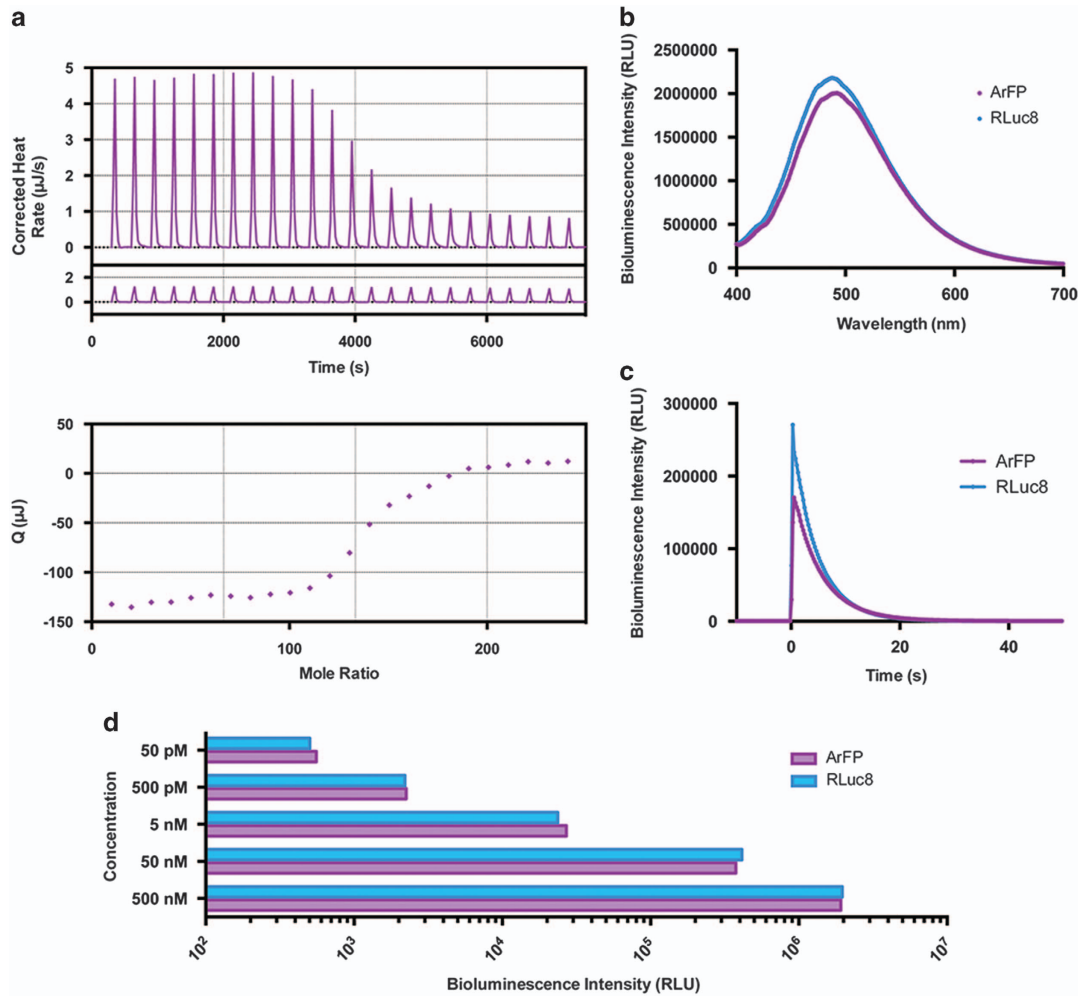 a
Corrected Heat
Rate (µJ/s)
5
4
3
2
1
0
2
0
0 2000 4000 6000
Time (s)
Q (µJ)
50
0
-50
-100
-150
0 100 200
Mole Ratio
b
Bioluminescence Intensity (RLU)
2500000
2000000
1500000
1000000
500000
0
ArFP
RLuc8
400 500 600 700
Wavelength (nm)
c
Bioluminescence Intensity (RLU)
300000
200000
100000
0
ArFP
RLuc8
0 20 40
Time (s)
d
Concentration
50 pM
500 pM
5 nM
50 nM
500 nM
ArFP
RLuc8
10² 10³ 10⁴ 10⁵ 10⁶ 10⁷
Bioluminescence Intensity (RLU)